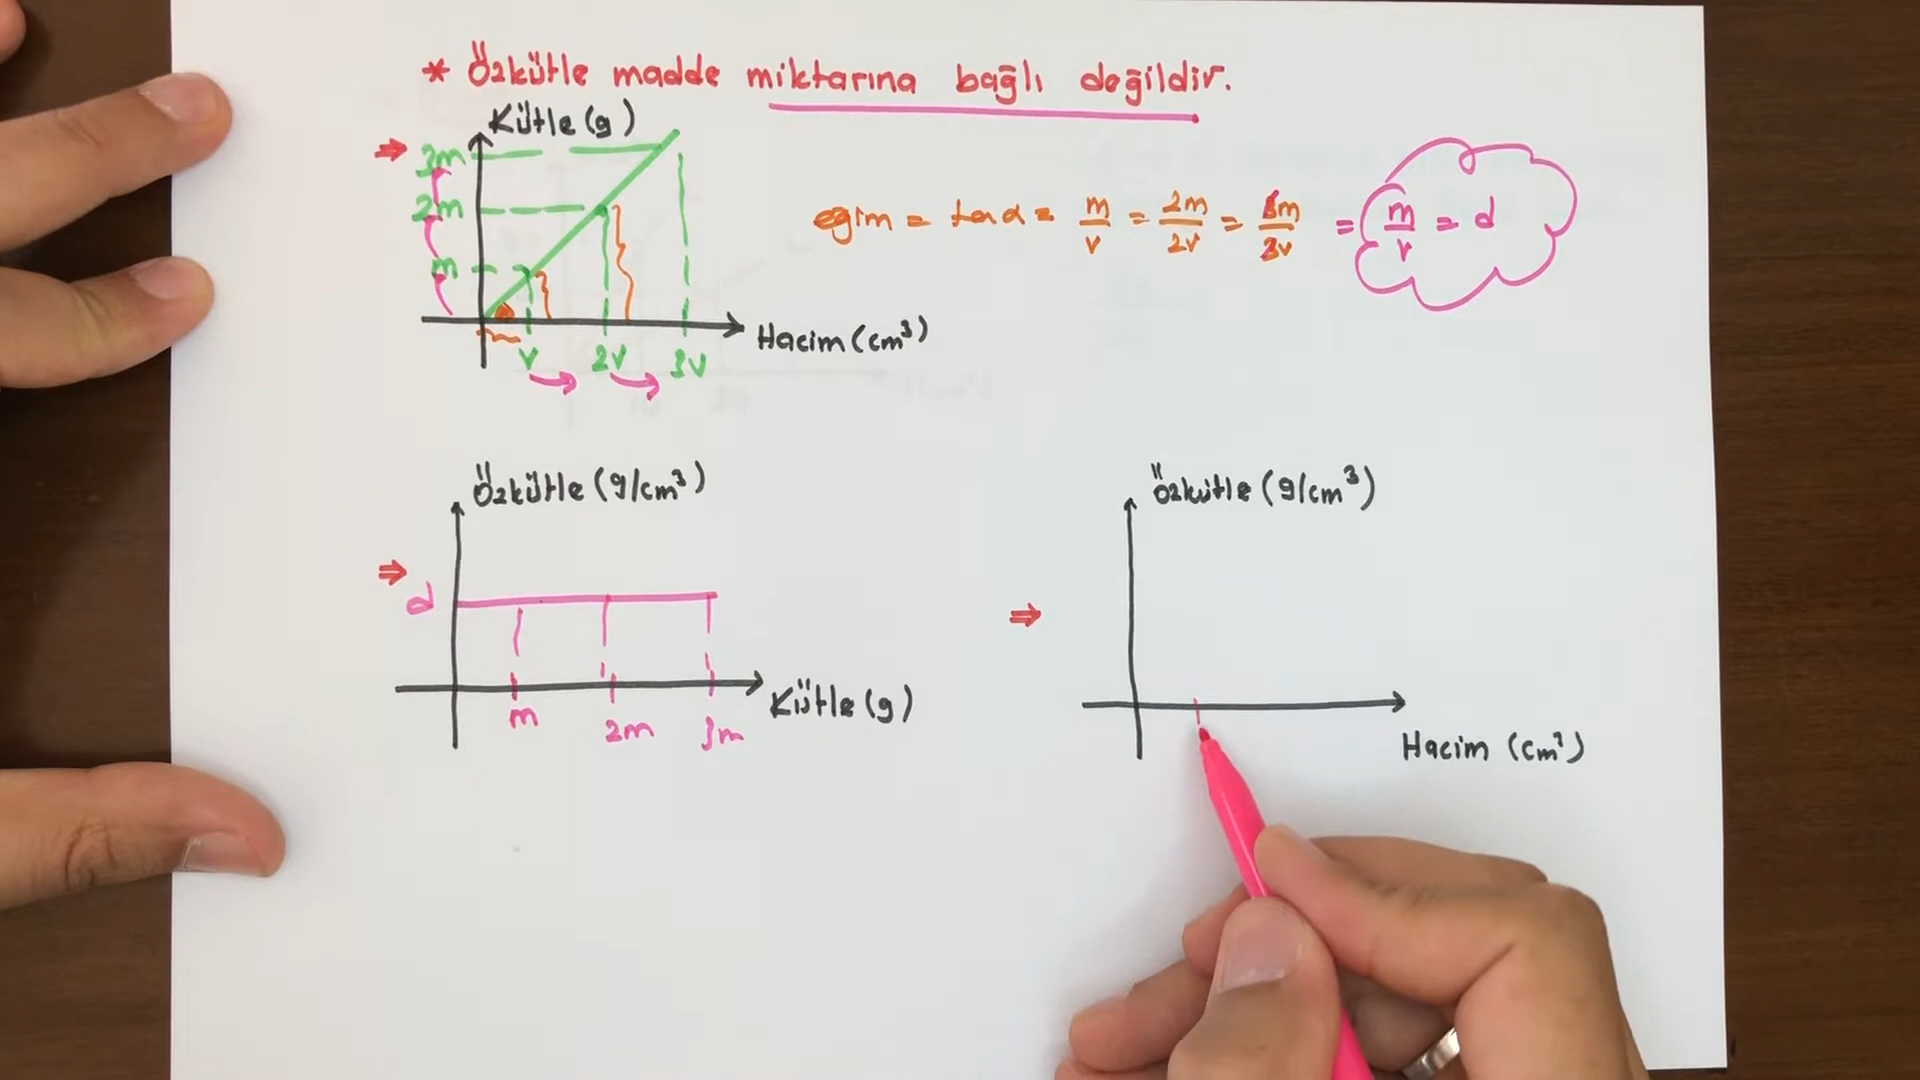 * Özkütle madde miktarına bağlı değildir.
Kütle (g)
⇒ 3m
2m
m
V 2V 3V
Hacim (cm³)
eğim = tanα = m/v = 2m/2v = 3m/3v = m/v = d
Özkütle (g/cm³)
⇒ d
m 2m 3m
Kütle (g)
Özkütle (g/cm³)
⇒
Hacim (cm³)